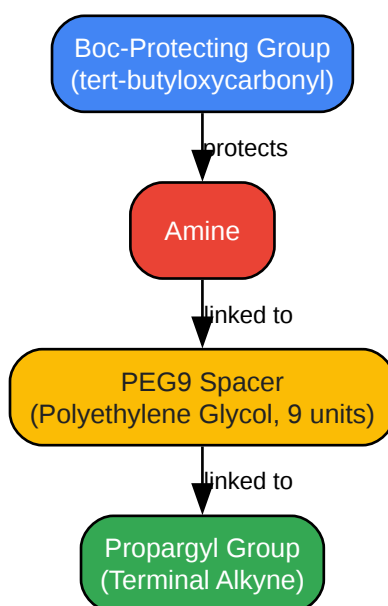 Boc-Protecting Group
(tert-butyloxycarbonyl)
protects
Amine
linked to
PEG9 Spacer
(Polyethylene Glycol, 9 units)
linked to
Propargyl Group
(Terminal Alkyne)